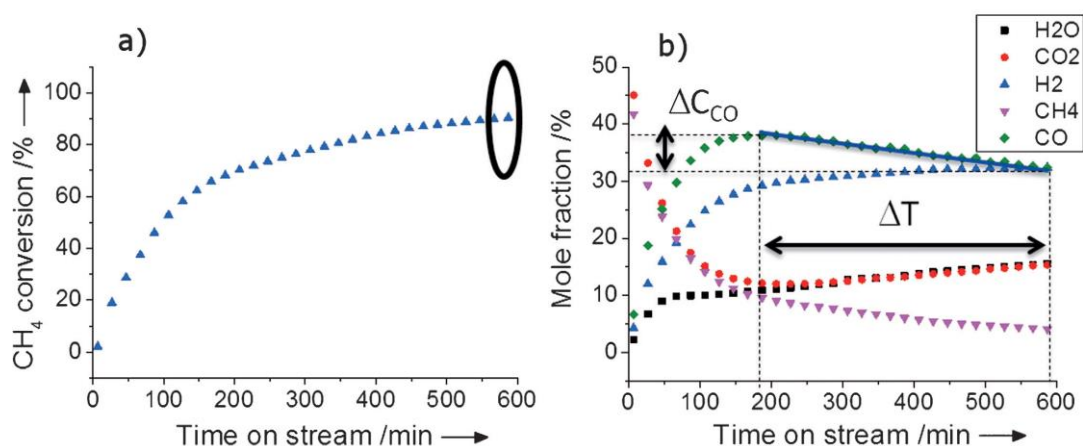 a)
CH4 conversion /% →
100
80
60
40
20
0
0 100 200 300 400 500 600
Time on stream /min →
b)
H2O
CO2
H2
CH4
CO
Mole fraction /% →
50
40
30
20
10
0
ΔCCO
ΔT
0 100 200 300 400 500 600
Time on stream /min →